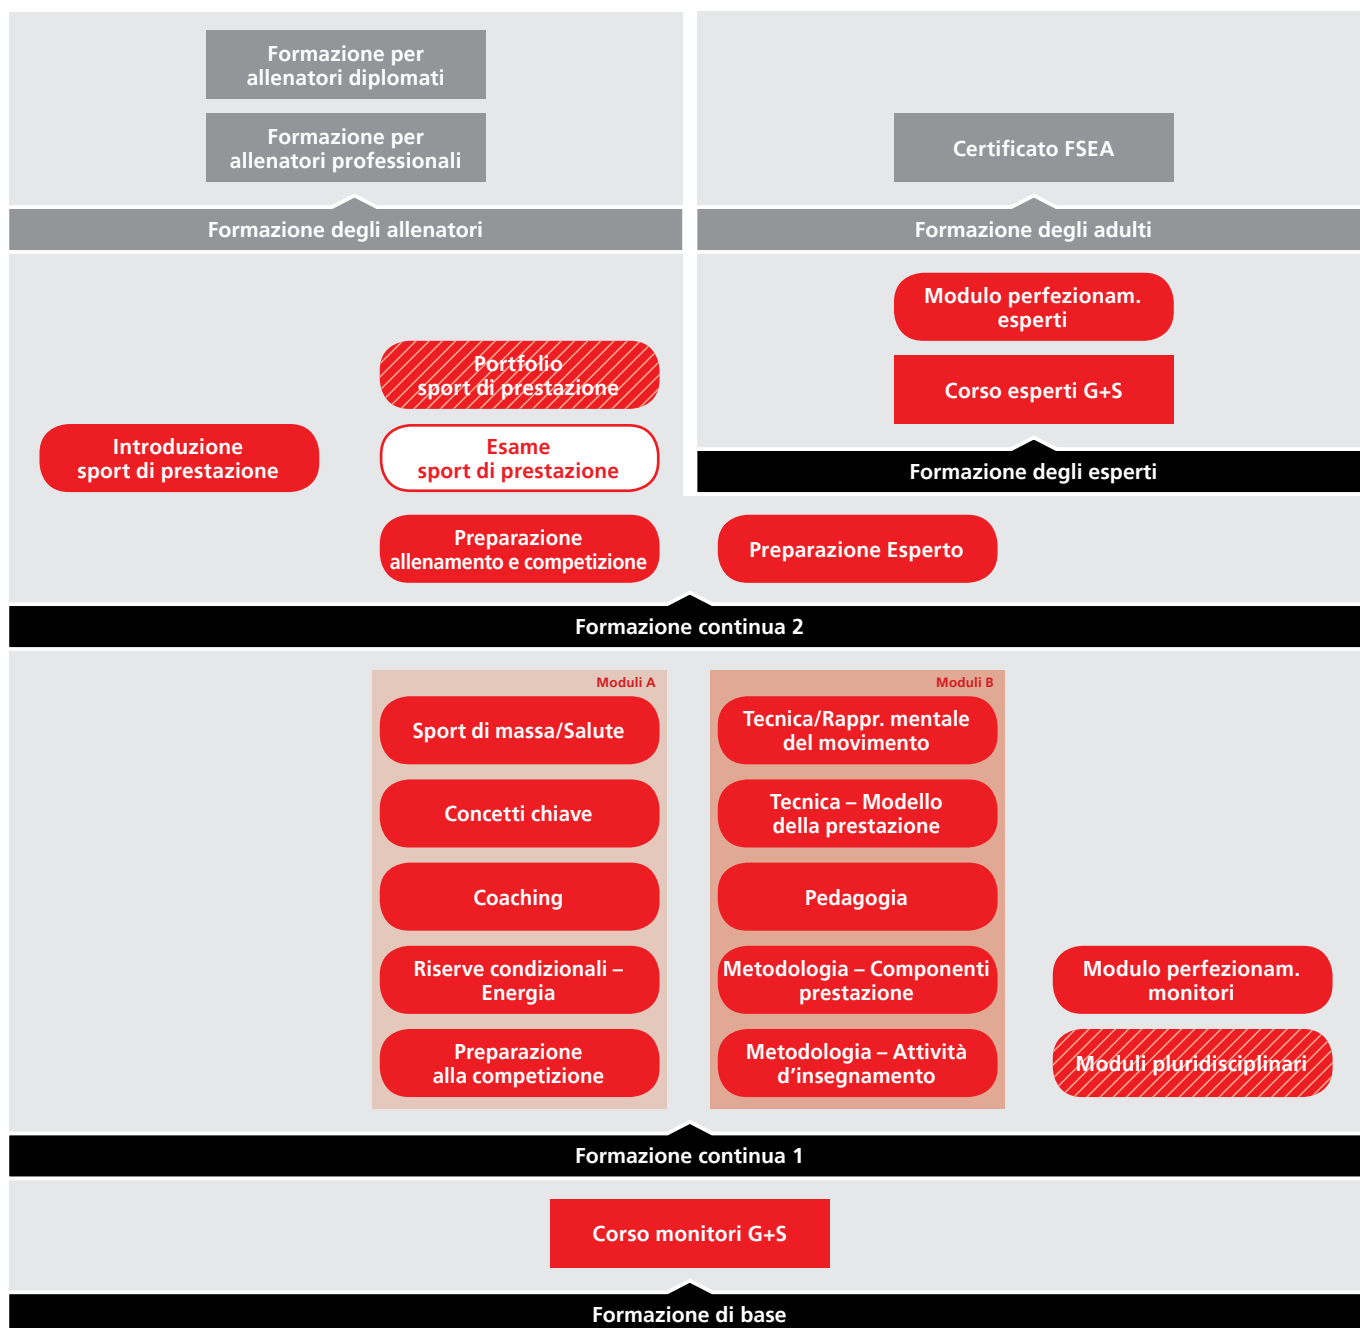 Formazione per
allenatori diplomati
Formazione per
allenatori professionali
Certificato FSEA
Formazione degli allenatori
Formazione degli adulti
Modulo perfezionam.
esperti
Portfolio
sport di prestazione
Corso esperti G+S
Introduzione
sport di prestazione
Esame
sport di prestazione
Formazione degli esperti
Preparazione
allenamento e competizione
Preparazione Esperto
Formazione continua 2
Moduli A
Sport di massa/Salute
Concetti chiave
Coaching
Riserve condizionali –
Energia
Preparazione
alla competizione
Moduli B
Tecnica/Rappr. mentale
del movimento
Tecnica – Modello
della prestazione
Pedagogia
Metodologia – Componenti
prestazione
Metodologia – Attività
d'insegnamento
Modulo perfezionam.
monitori
Moduli pluridisciplinari
Formazione continua 1
Corso monitori G+S
Formazione di base